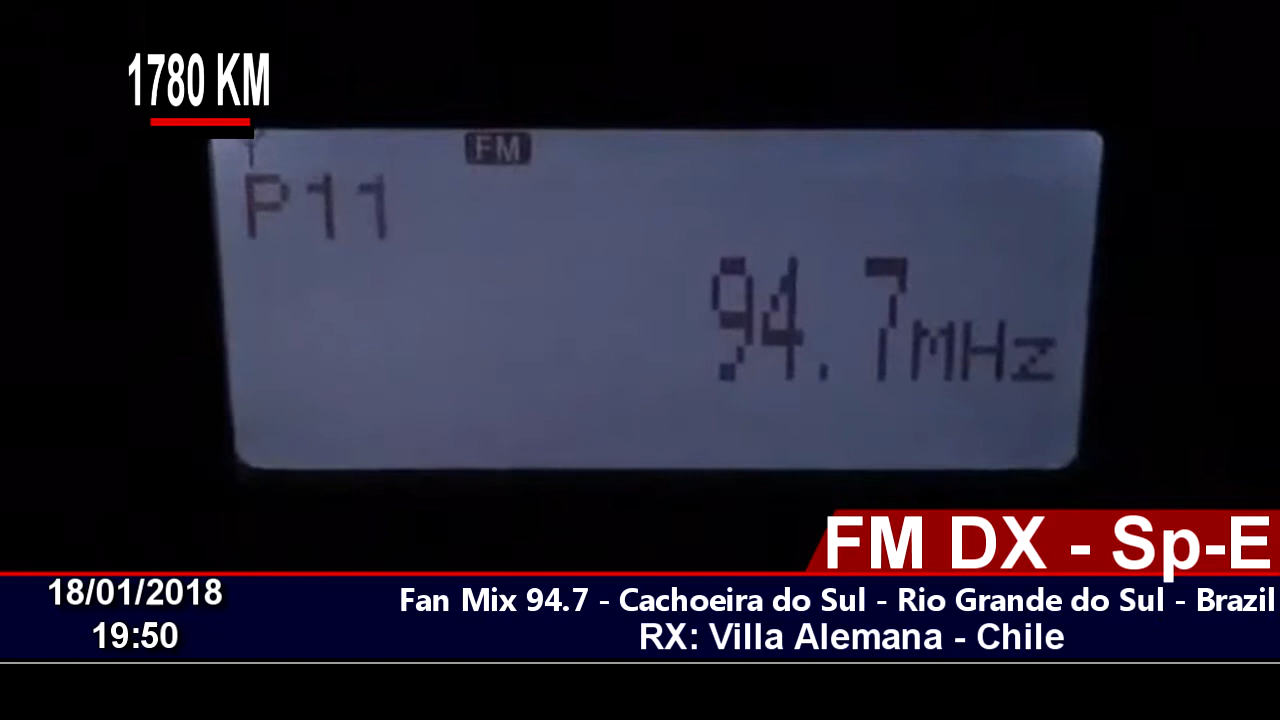 1780 KM
FM
P11
94.7MHz
FM DX - Sp-E
18/01/2018
19:50
Fan Mix 94.7 - Cachoeira do Sul - Rio Grande do Sul - Brazil
RX: Villa Alemana - Chile